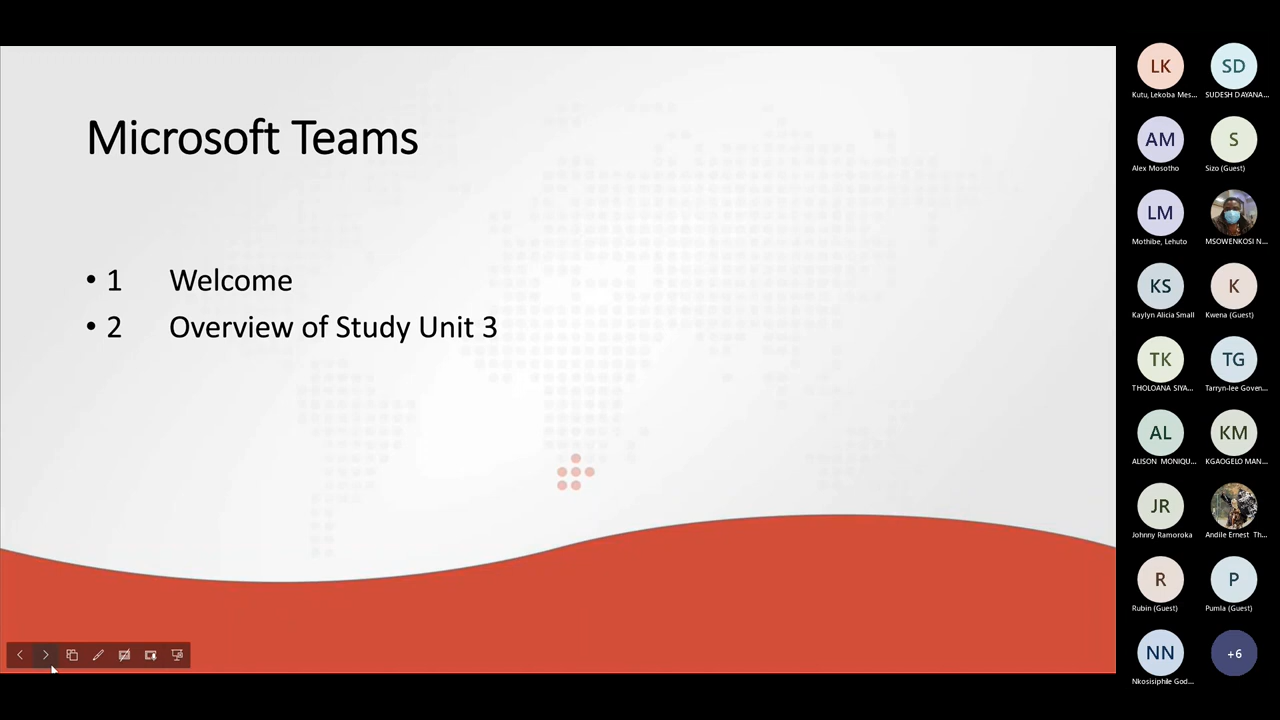 Microsoft Teams
• 1 Welcome
• 2 Overview of Study Unit 3
LK
Kutu, Lekoba Mes...
SD
SUDESH DAYANA...
AM
Alex Mosotho
S
Sizo (Guest)
LM
Mothibe, Lehuto
MSOWENKOSI N...
KS
Kaylyn Alicia Small
K
Kwena (Guest)
TK
THOLOANA SIYA...
TG
Tarryn-lee Goven...
AL
ALISON MONIQU...
KM
KGAOGELO MAN...
JR
Johnny Ramoroka
Andile Ernest Th...
R
Rubin (Guest)
P
Pumla (Guest)
NN
Nkosisiphile God...
+6